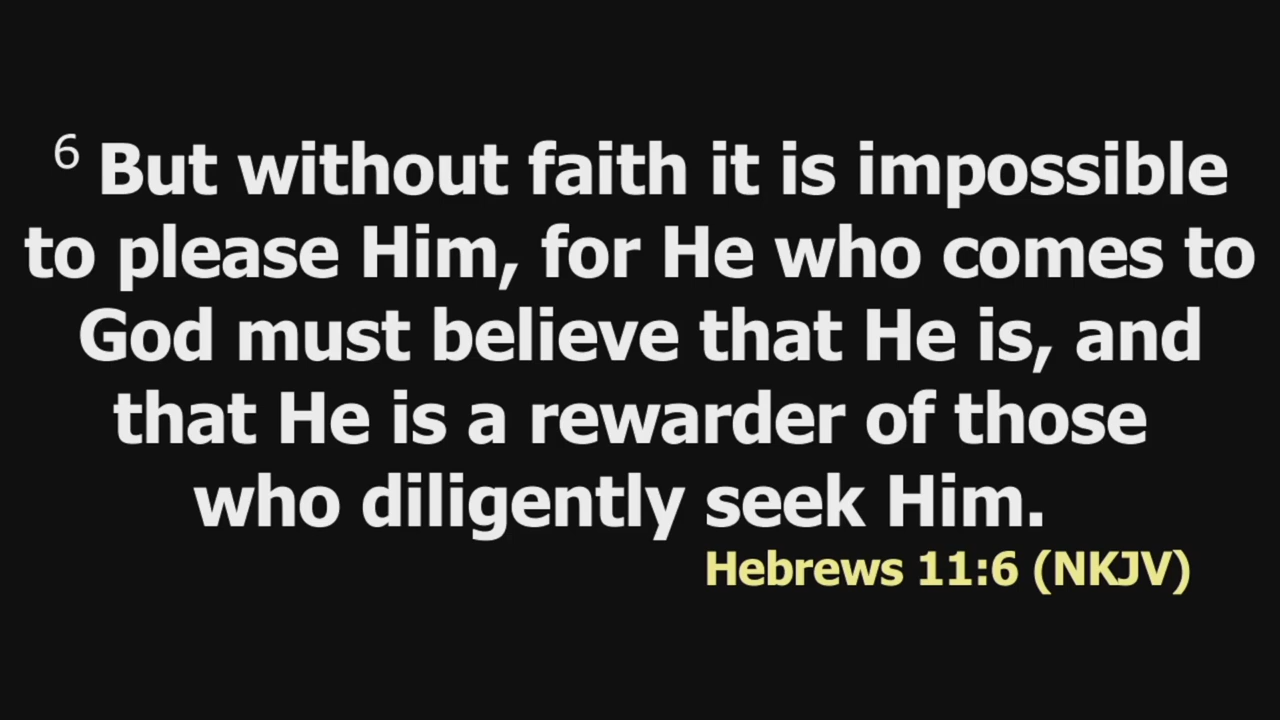 6 But without faith it is impossible
to please Him, for He who comes to
God must believe that He is, and
that He is a rewarder of those
who diligently seek Him.
Hebrews 11:6 (NKJV)